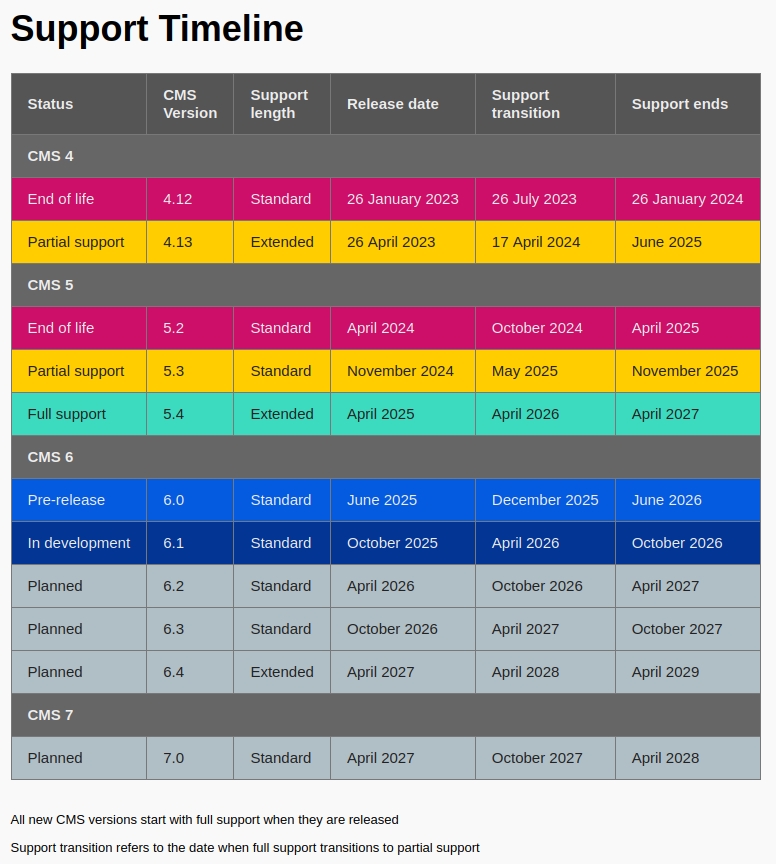 Support Timeline
Status CMS Version Support length Release date Support transition Support ends
CMS 4
End of life 4.12 Standard 26 January 2023 26 July 2023 26 January 2024
Partial support 4.13 Extended 26 April 2023 17 April 2024 June 2025
CMS 5
End of life 5.2 Standard April 2024 October 2024 April 2025
Partial support 5.3 Standard November 2024 May 2025 November 2025
Full support 5.4 Extended April 2025 April 2026 April 2027
CMS 6
Pre-release 6.0 Standard June 2025 December 2025 June 2026
In development 6.1 Standard October 2025 April 2026 October 2026
Planned 6.2 Standard April 2026 October 2026 April 2027
Planned 6.3 Standard October 2026 April 2027 October 2027
Planned 6.4 Extended April 2027 April 2028 April 2029
CMS 7
Planned 7.0 Standard April 2027 October 2027 April 2028
All new CMS versions start with full support when they are released
Support transition refers to the date when full support transitions to partial support